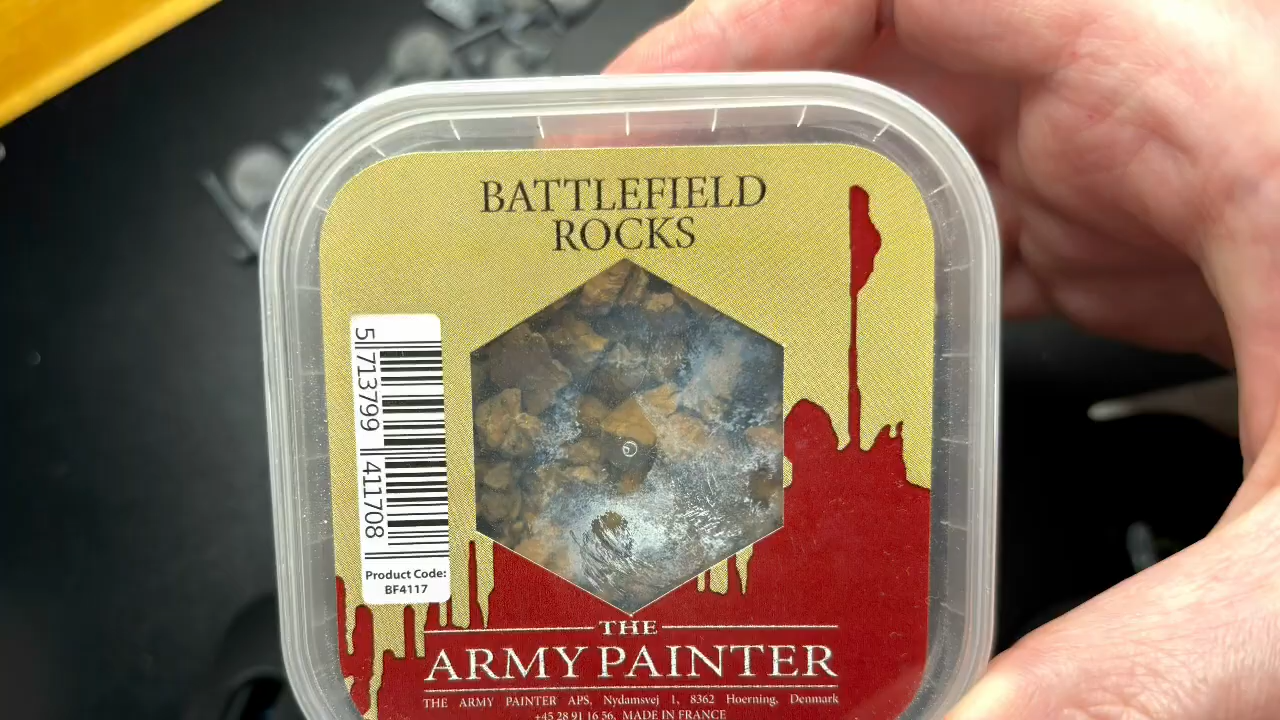 BATTLEFIELD
ROCKS
5 713799 411708
Product Code:
BF4117
THE
ARMY PAINTER
THE ARMY PAINTER APS, Nydamsvej 1, 8362 Hoerning, Denmark
+45 28 91 16 56, MADE IN FRANCE